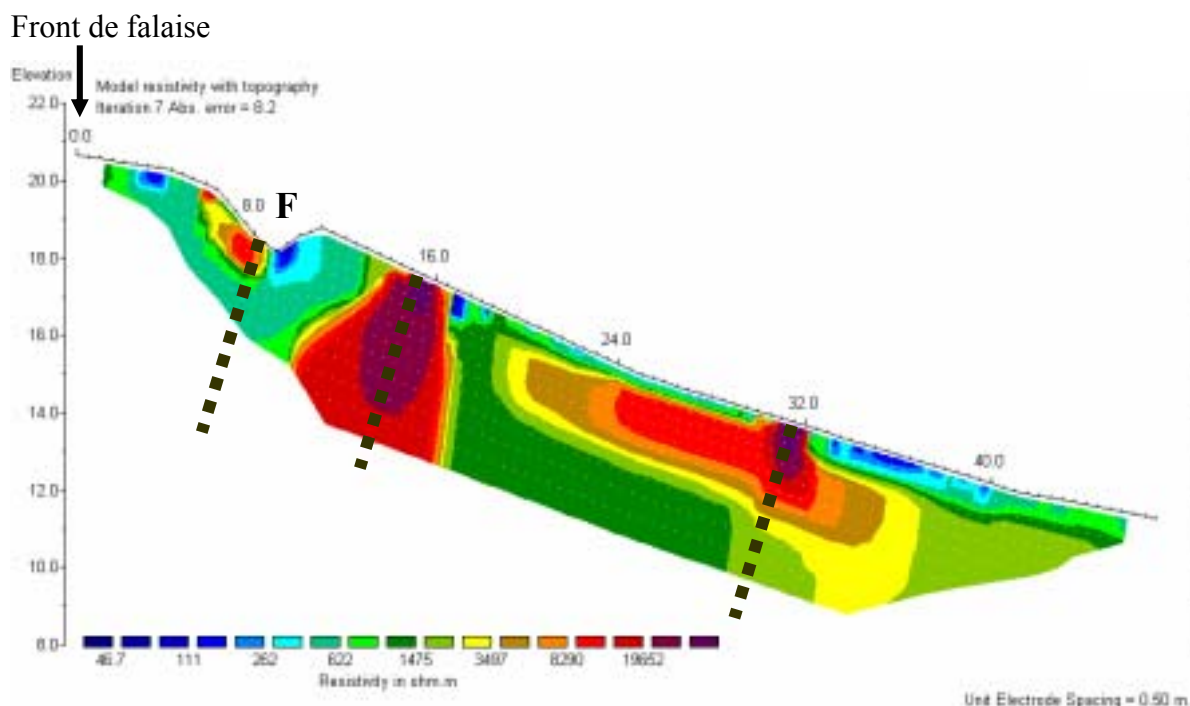 Front de falaise
Elevation
Model resistivity with topography
Iteration 7 Abs. error = 8.2
22.0
0.0
20.0
8.0
F
18.0
16.0
16.0
24.0
14.0
32.0
40.0
12.0
10.0
8.0
46.7 111 262 622 1475 3497 8290 19652
Resistivity in ohm.m
Unit Electrode Spacing = 0.50 m.